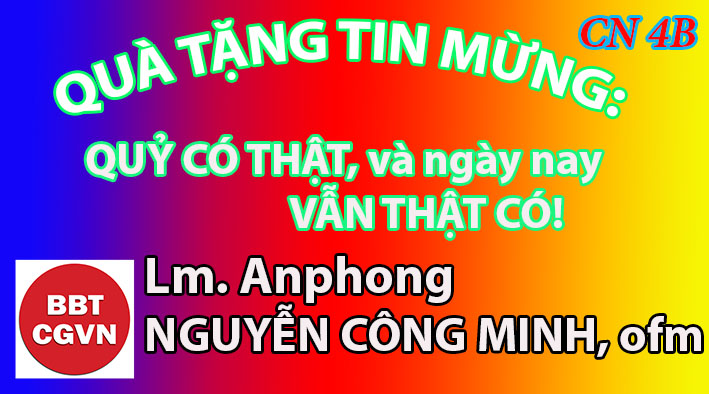 CN 4B
QUÀ TẶNG TIN MỪNG:
QUỶ CÓ THẬT, và ngày nay
VẪN THẬT CÓ!
BBT
CGVN
Lm. Anphong
NGUYỄN CÔNG MINH, ofm